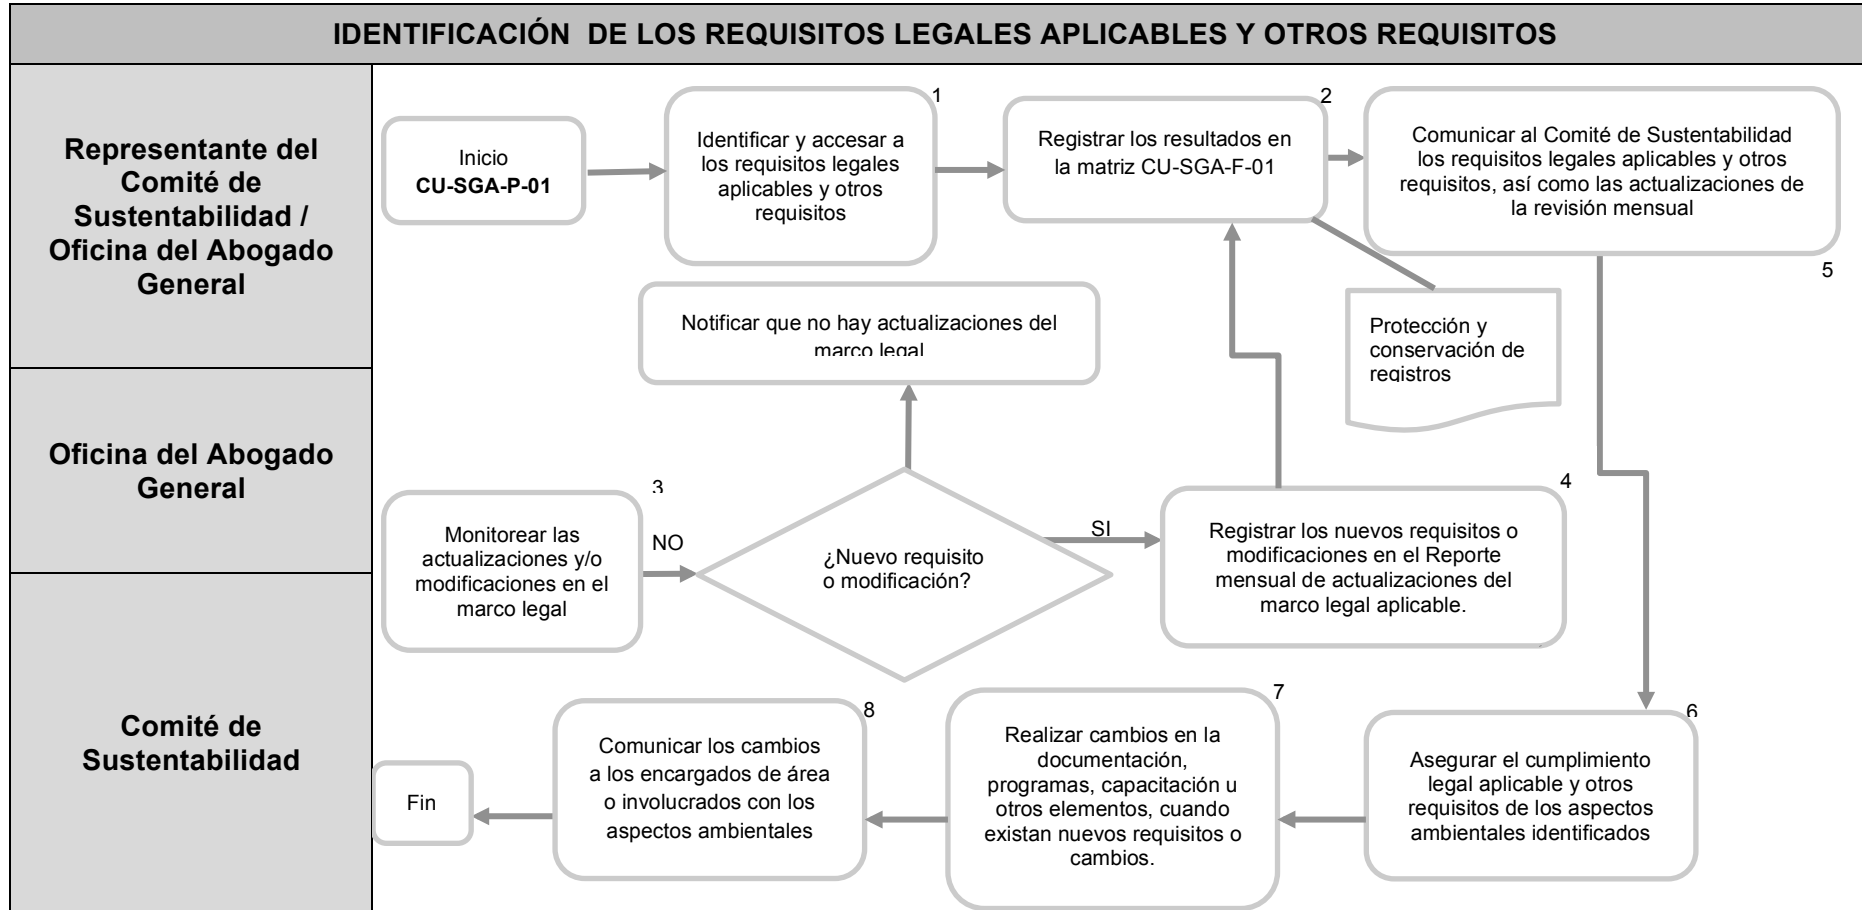 IDENTIFICACIÓN DE LOS REQUISITOS LEGALES APLICABLES Y OTROS REQUISITOS
Representante del
Comité de
Sustentabilidad /
Oficina del Abogado
General
Inicio
CU-SGA-P-01
1
Identificar y accesar a
los requisitos legales
aplicables y otros
requisitos
2
Registrar los resultados en
la matriz CU-SGA-F-01
Comunicar al Comité de Sustentabilidad
los requisitos legales aplicables y otros
requisitos, así como las actualizaciones de
la revisión mensual
5
Notificar que no hay actualizaciones del
marco legal
Protección y
conservación de
registros
Oficina del Abogado
General
3
Monitorear las
actualizaciones y/o
modificaciones en el
marco legal
NO
¿Nuevo requisito
o modificación?
SI
4
Registrar los nuevos requisitos o
modificaciones en el Reporte
mensual de actualizaciones del
marco legal aplicable.
Comité de
Sustentabilidad
6
Asegurar el cumplimiento
legal aplicable y otros
requisitos de los aspectos
ambientales identificados
7
Realizar cambios en la
documentación,
programas, capacitación u
otros elementos, cuando
existan nuevos requisitos o
cambios.
8
Comunicar los cambios
a los encargados de área
o involucrados con los
aspectos ambientales
Fin